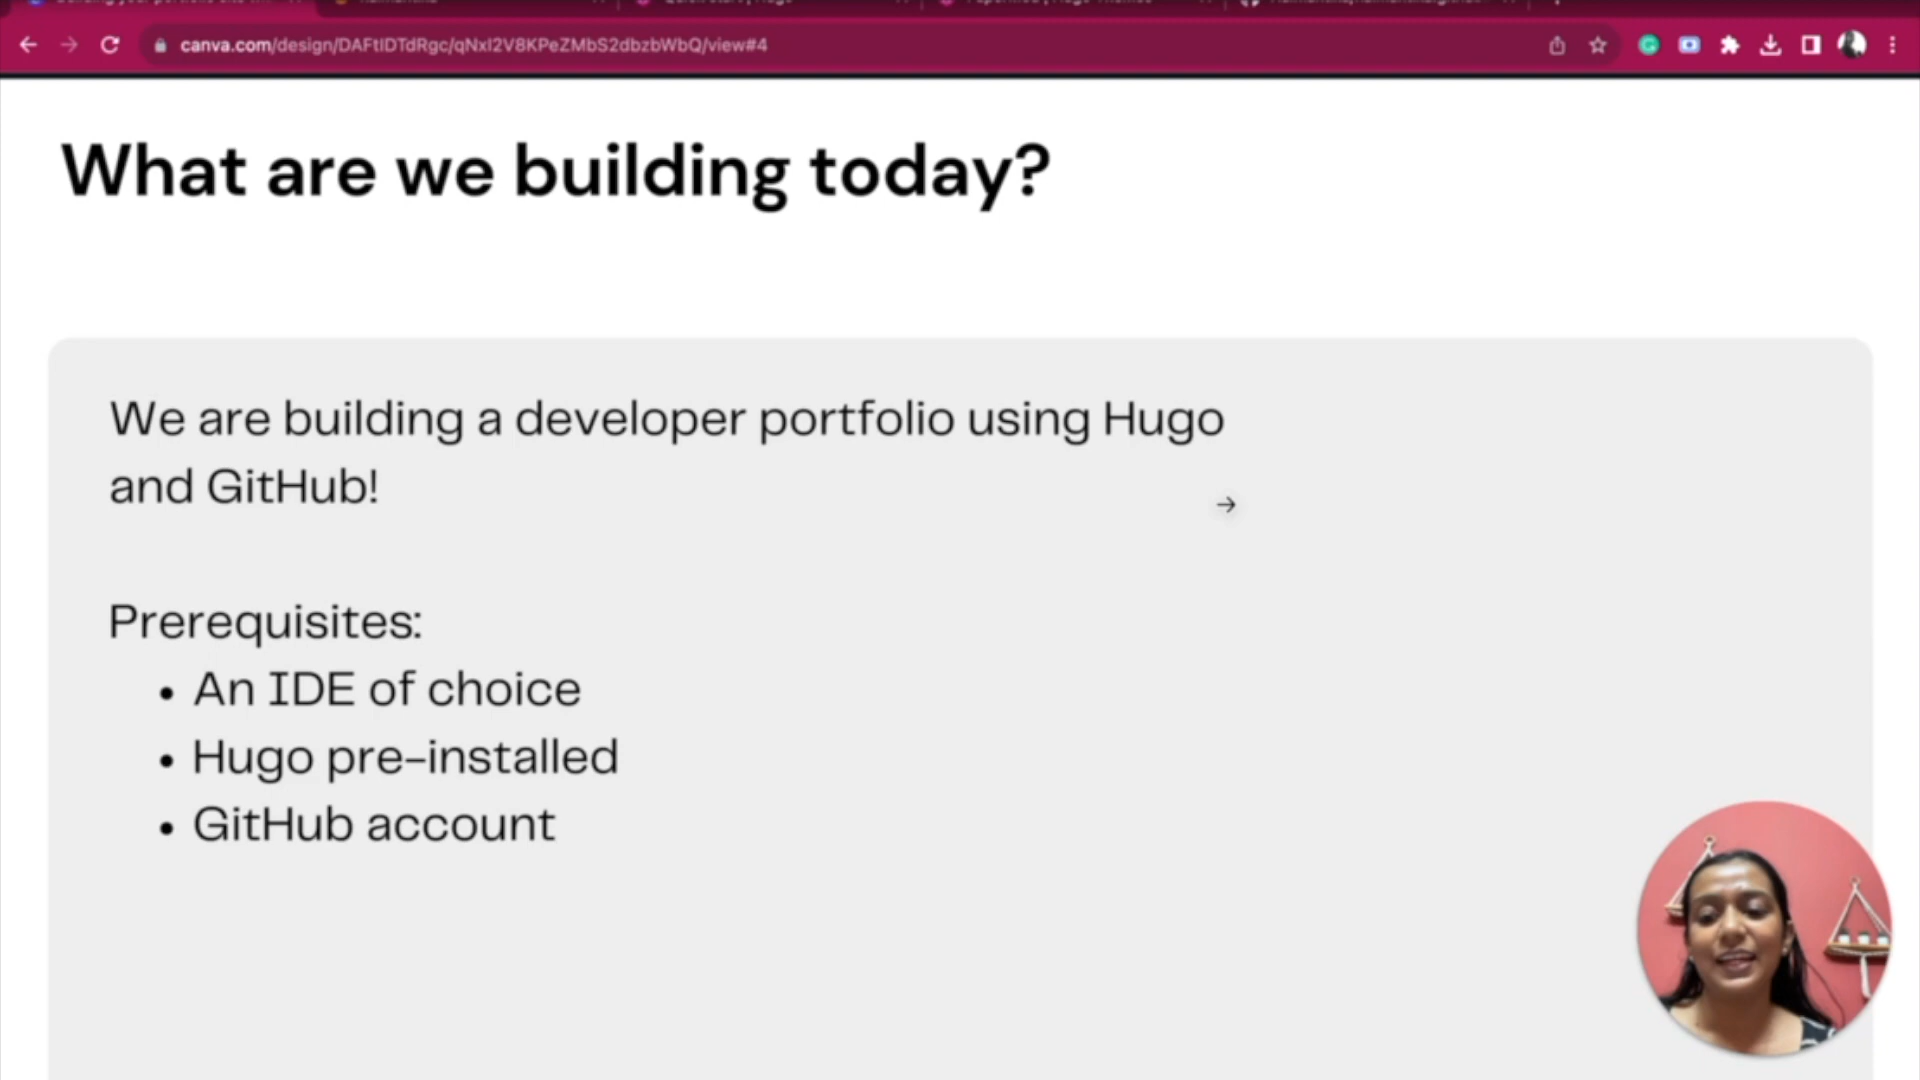 canva.com/design/DAFtIDTdRgc/qNxI2V8KPeZMbS2dbzbWbQ/view#4
What are we building today?
We are building a developer portfolio using Hugo
and GitHub!
Prerequisites:
• An IDE of choice
• Hugo pre-installed
• GitHub account